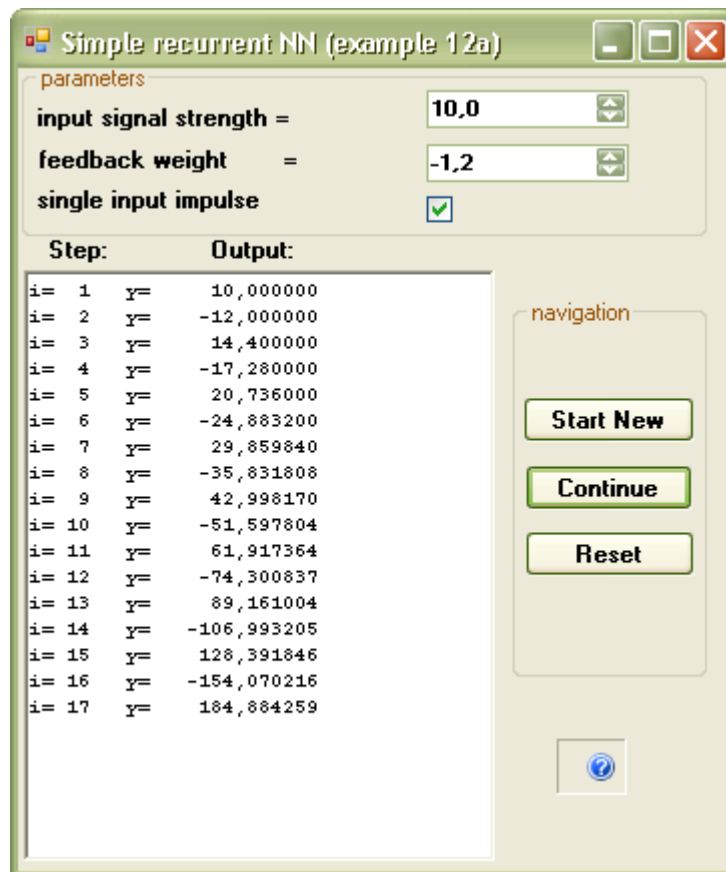 Simple recurrent NN (example 12a)
parameters
input signal strength = 10,0
feedback weight = -1,2
single input impulse
Step: Output:
i= 1 y= 10,000000
i= 2 y= -12,000000
i= 3 y= 14,400000
i= 4 y= -17,280000
i= 5 y= 20,736000
i= 6 y= -24,883200
i= 7 y= 29,859840
i= 8 y= -35,831808
i= 9 y= 42,998170
i= 10 y= -51,597804
i= 11 y= 61,917364
i= 12 y= -74,300837
i= 13 y= 89,161004
i= 14 y= -106,993205
i= 15 y= 128,391846
i= 16 y= -154,070216
i= 17 y= 184,884259
navigation
Start New
Continue
Reset
?